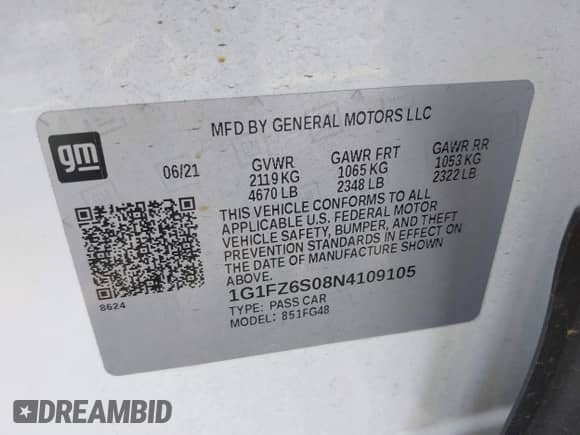 gm
MFD BY GENERAL MOTORS LLC
06/21
GVWR GAWR FRT GAWR RR
2119 KG 1065 KG 1053 KG
4670 LB 2348 LB 2322 LB
THIS VEHICLE CONFORMS TO ALL
APPLICABLE U.S. FEDERAL MOTOR
VEHICLE SAFETY, BUMPER, AND THEFT
PREVENTION STANDARDS IN EFFECT ON THE
DATE OF MANUFACTURE SHOWN
ABOVE.
1G1FZ6S08N4109105
TYPE: PASS CAR
MODEL: 851FG48
8624
DREAMBID